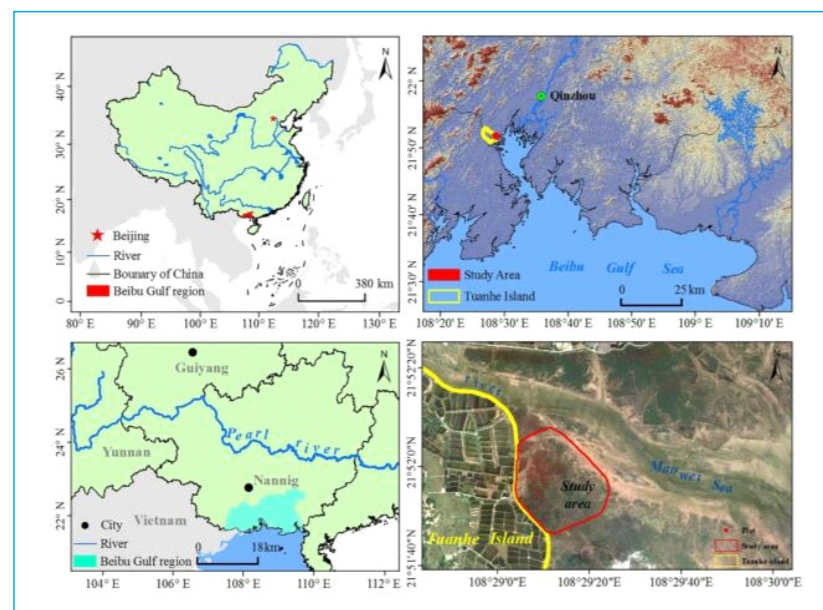 N
40° N
30° N
20° N
10° N
0
Beijing
River
Bounary of China
Beibu Gulf region
0 380 km
80° E 90° E 100° E 110° E 120° E 130° E
N
22° N
21°50' N
21°40' N
21°30' N
Qinzhou
Beibu Gulf Sea
Study Area
Tuanhe Island
0 25 km
108°20' E 108°30' E 108°40' E 108°50' E 109°0' E 109°10' E
N
26° N
24° N
22° N
Guiyang
Pearl river
Yunnan
Nannig
Vietnam
City
River
Beibu Gulf region
0 18km
104° E 106° E 108° E 110° E 112° E
N
21°52'20" N
21°52'0" N
21°51'40" N
river
Maowei Sea
Study
area
Tuanhe Island
Plot
Study area
Tuanhe island
108°29'0" E 108°29'20" E 108°29'40" E 108°30'0" E